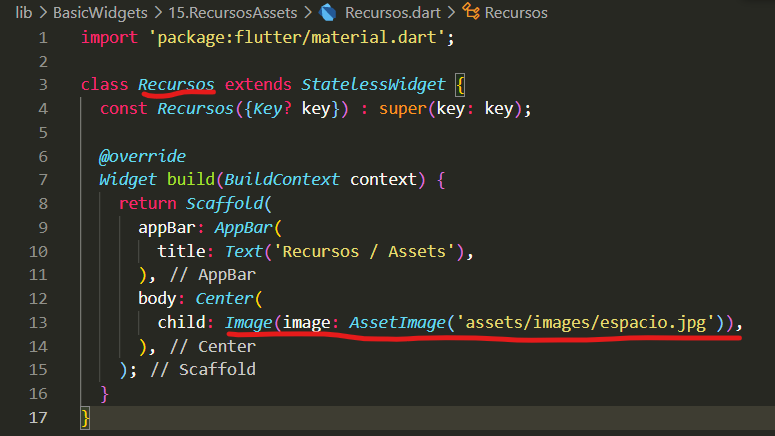 lib > BasicWidgets > 15.RecursosAssets > Recursos.dart > Recursos
1 import 'package:flutter/material.dart';
2
3 class Recursos extends StatelessWidget {
4   const Recursos({Key? key}) : super(key: key);
5
6   @override
7   Widget build(BuildContext context) {
8     return Scaffold(
9       appBar: AppBar(
10         title: Text('Recursos / Assets'),
11       ), // AppBar
12       body: Center(
13         child: Image(image: AssetImage('assets/images/espacio.jpg')),
14       ), // Center
15     ); // Scaffold
16   }
17 }